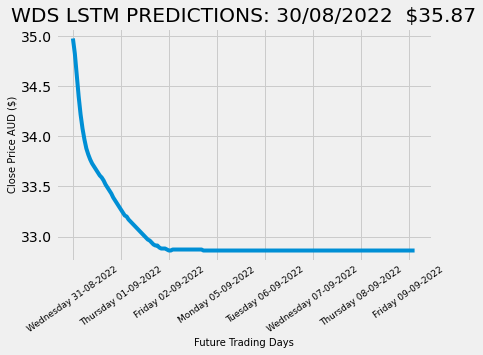 WDS LSTM PREDICTIONS: 30/08/2022 $35.87
35.0
34.5
34.0
33.5
33.0
Close Price AUD ($)
Wednesday 31-08-2022
Thursday 01-09-2022
Friday 02-09-2022
Monday 05-09-2022
Tuesday 06-09-2022
Wednesday 07-09-2022
Thursday 08-09-2022
Friday 09-09-2022
Future Trading Days